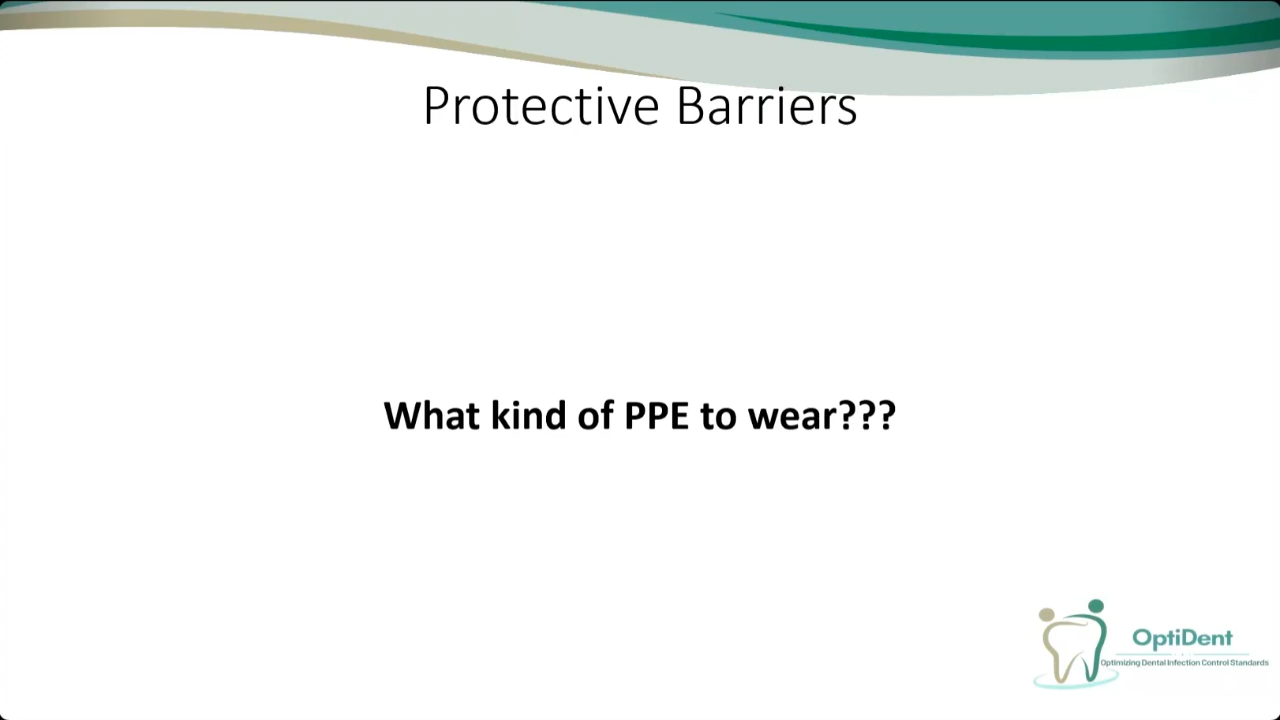 Protective Barriers
What kind of PPE to wear???
OptiDent
Optimizing Dental Infection Control Standards